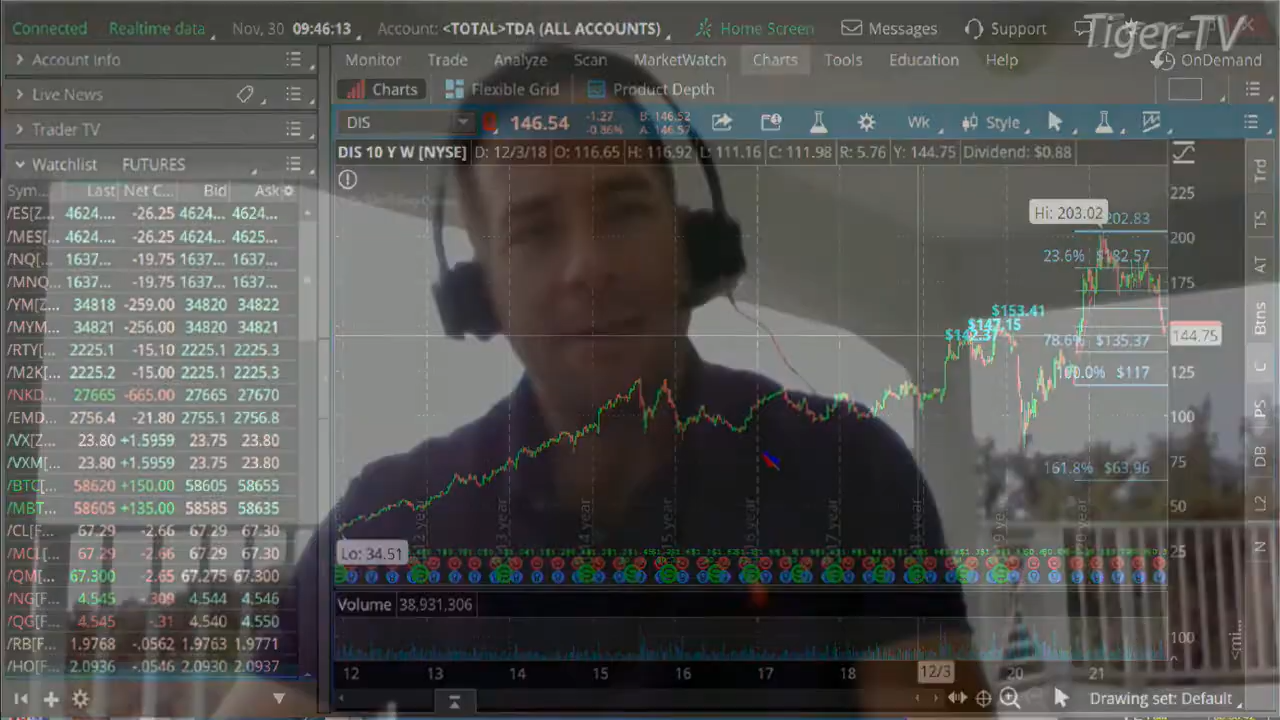 Connected Realtime data Nov, 30 09:46:13 Account: <TOTAL>TDA (ALL ACCOUNTS) Home Screen Messages Support
Tiger-TV
OnDemand
Account Info
Live News
Trader TV
Watchlist FUTURES
Sym... Last Net C... Bid Ask
/ES[Z... 4624.... -26.25 4624... 4624...
/MES[... 4624.... -26.25 4624... 4625...
/NQ[... 1637... -19.75 1637... 1637...
/MNQ... 1637... -19.75 1637... 1637...
/YM[Z... 34818 -259.00 34820 34822
/MYM... 34821 -256.00 34820 34821
/RTY[... 2225.1 -15.10 2225.1 2225.3
/M2K[... 2225.2 -15.00 2225.1 2225.3
/NKD... 27665 -665.00 27660 27670
/EMD... 2756.4 -21.80 2755.1 2756.8
/VX[Z... 23.80 +1.5959 23.75 23.80
/VXM... 23.80 +1.5959 23.75 23.80
/BTC[... 58620 +150.00 58605 58655
/MBT... 58605 +135.00 58585 58635
/CL[F... 67.29 -2.66 67.29 67.30
/MCL[... 67.29 -2.66 67.29 67.30
/QM[... 67.300 -2.65 67.275 67.300
/NG[F... 4.545 -.309 4.544 4.546
/QG[F... 4.545 -.31 4.540 4.550
/RB[F... 1.9768 -.0562 1.9763 1.9771
/HO[F... 2.0936 -.0546 2.0930 2.0937
Monitor Trade Analyze Scan MarketWatch Charts Tools Education Help
Charts Flexible Grid Product Depth
DIS 146.54 -1.27 -0.86% B: 146.52 A: 146.57 Wk Style
DIS 10 Y W [NYSE] D: 12/3/18 O: 116.65 H: 116.92 L: 111.16 C: 111.98 R: 5.76 Y: 144.75 Dividend: $0.88
Hi: 203.02 202.83
23.6% $182.57
$153.41
$147.15
78.6% $135.37
100.0% $117
161.8% $63.96
Lo: 34.51
225
200
175
144.75
125
100
75
50
25
Volume 38,931,306
100
12 13 14 15 16 17 18 12/3 20 21
Drawing set: Default
Trd
TS
AT
Btns
C
PS
DB
L2
N